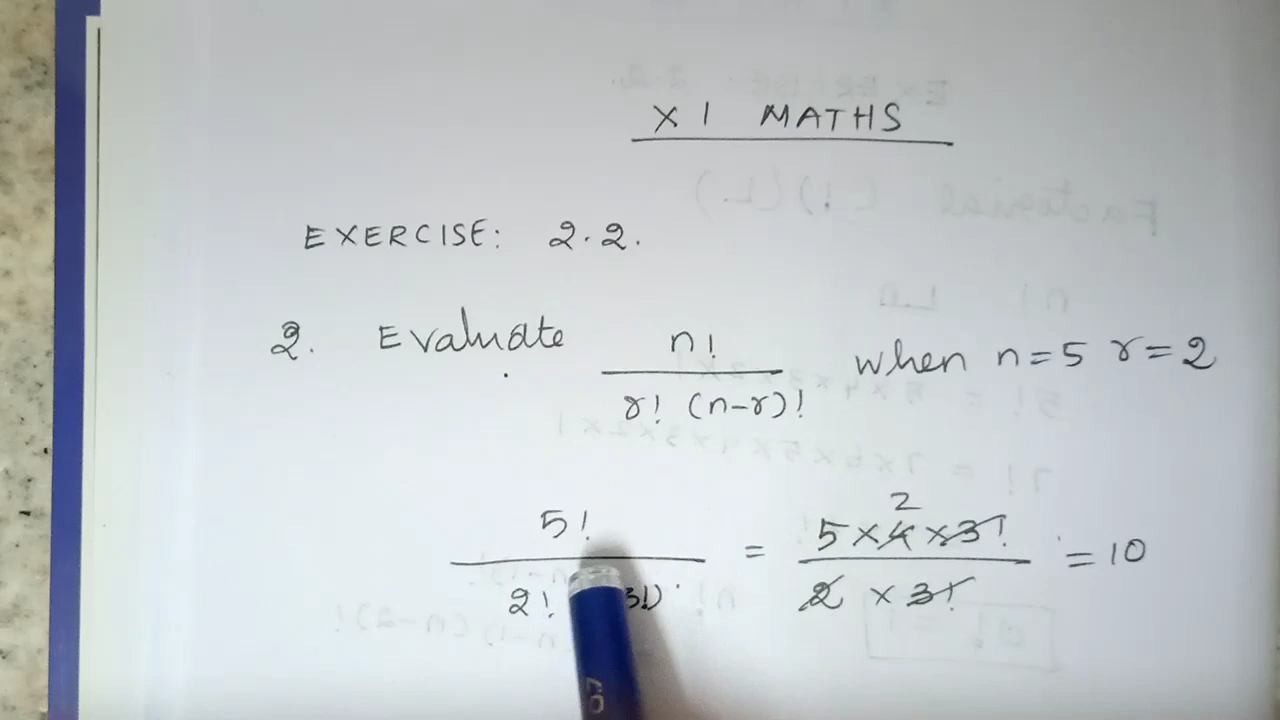 XI MATHS
EXERCISE: 2.2.
2. Evaluate n! / r! (n-r)! when n=5 r=2
5! / 2! 3!) = 5×4×3! / 2×3! = 10
2